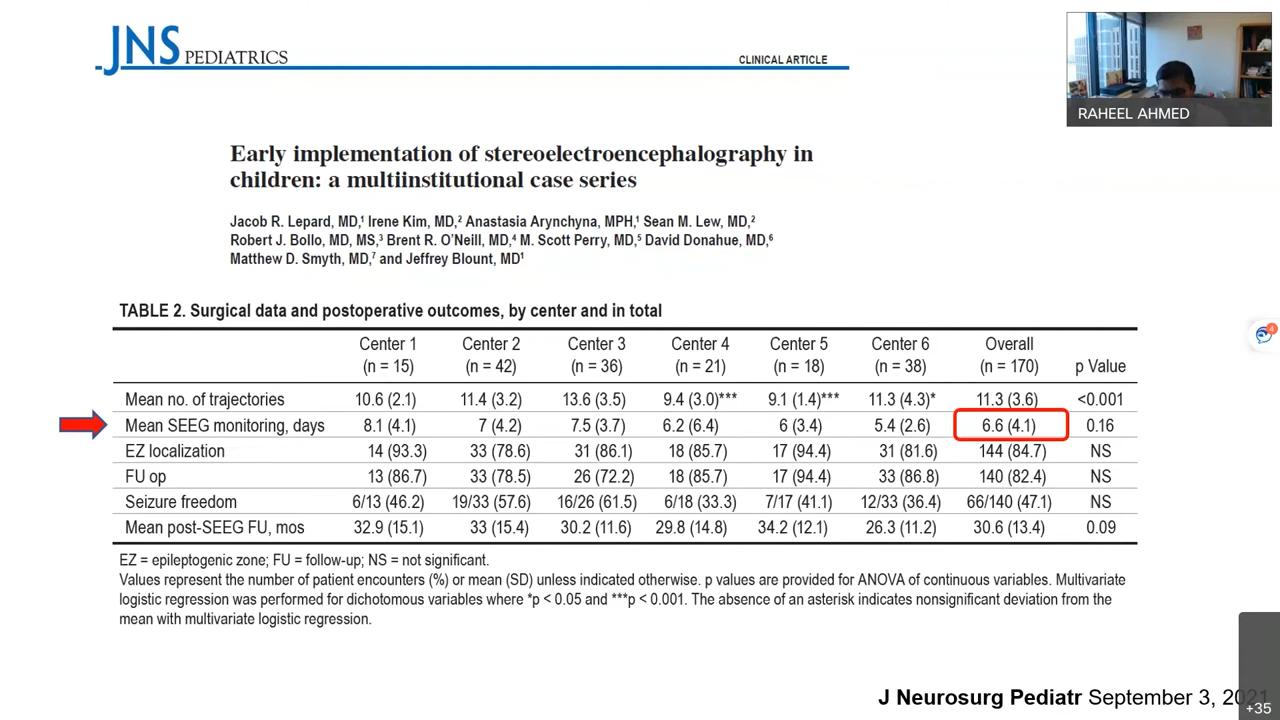 JNS PEDIATRICS
CLINICAL ARTICLE
RAHEEL AHMED
Early implementation of stereoelectroencephalography in
children: a multiinstitutional case series
Jacob R. Lepard, MD,¹ Irene Kim, MD,² Anastasia Arynchyna, MPH,¹ Sean M. Lew, MD,²
Robert J. Bollo, MD, MS,³ Brent R. O'Neill, MD,⁴ M. Scott Perry, MD,⁵ David Donahue, MD,⁶
Matthew D. Smyth, MD,⁷ and Jeffrey Blount, MD¹
TABLE 2. Surgical data and postoperative outcomes, by center and in total
Center 1 Center 2 Center 3 Center 4 Center 5 Center 6 Overall
(n = 15) (n = 42) (n = 36) (n = 21) (n = 18) (n = 38) (n = 170) p Value
Mean no. of trajectories 10.6 (2.1) 11.4 (3.2) 13.6 (3.5) 9.4 (3.0)*** 9.1 (1.4)*** 11.3 (4.3)* 11.3 (3.6) <0.001
Mean SEEG monitoring, days 8.1 (4.1) 7 (4.2) 7.5 (3.7) 6.2 (6.4) 6 (3.4) 5.4 (2.6) 6.6 (4.1) 0.16
EZ localization 14 (93.3) 33 (78.6) 31 (86.1) 18 (85.7) 17 (94.4) 31 (81.6) 144 (84.7) NS
FU op 13 (86.7) 33 (78.5) 26 (72.2) 18 (85.7) 17 (94.4) 33 (86.8) 140 (82.4) NS
Seizure freedom 6/13 (46.2) 19/33 (57.6) 16/26 (61.5) 6/18 (33.3) 7/17 (41.1) 12/33 (36.4) 66/140 (47.1) NS
Mean post-SEEG FU, mos 32.9 (15.1) 33 (15.4) 30.2 (11.6) 29.8 (14.8) 34.2 (12.1) 26.3 (11.2) 30.6 (13.4) 0.09
EZ = epileptogenic zone; FU = follow-up; NS = not significant.
Values represent the number of patient encounters (%) or mean (SD) unless indicated otherwise. p values are provided for ANOVA of continuous variables. Multivariate
logistic regression was performed for dichotomous variables where *p < 0.05 and ***p < 0.001. The absence of an asterisk indicates nonsignificant deviation from the
mean with multivariate logistic regression.
4
J Neurosurg Pediatr September 3, 2021
+35